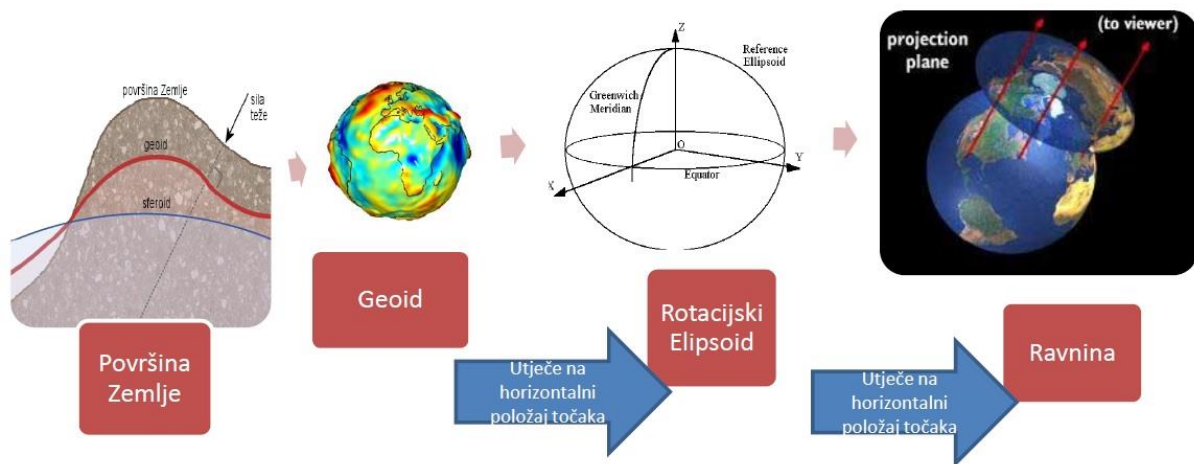 površina Zemlje
sila
teže
geoid
sferoid
Z
Reference
Ellipsoid
Greenwich
Meridian
O
Y
X
Equator
projection
plane
(to viewer)
Površina
Zemlje
Geoid
Rotacijski
Elipsoid
Ravnina
Utječe na
horizontalni
položaj točaka
Utječe na
horizontalni
položaj točaka